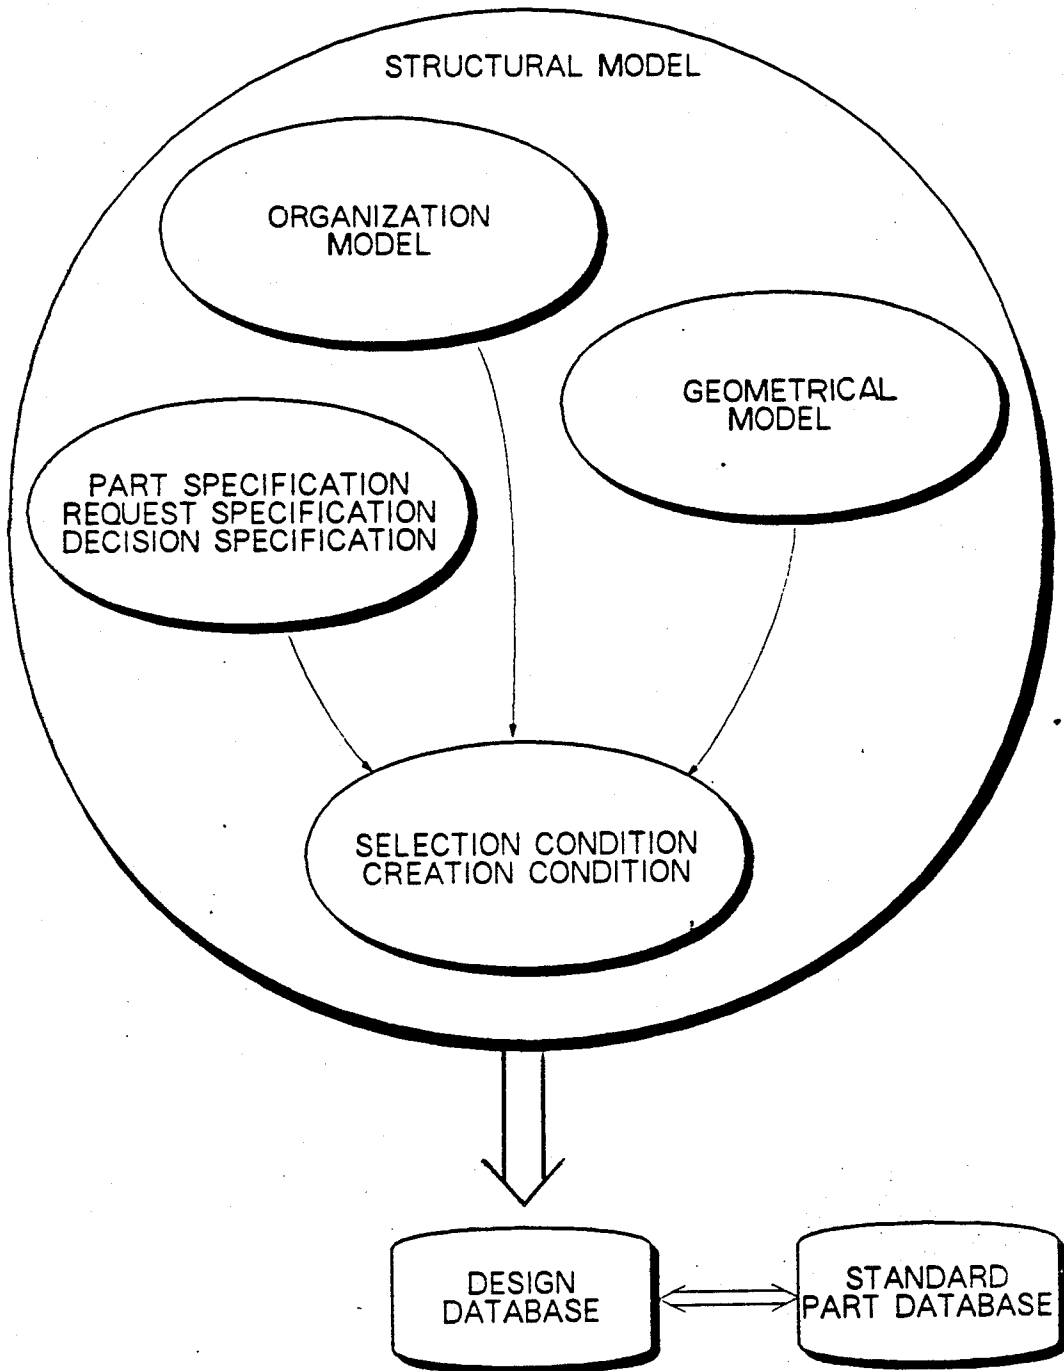 STRUCTURAL MODEL
ORGANIZATION
MODEL
GEOMETRICAL
MODEL
PART SPECIFICATION
REQUEST SPECIFICATION
DECISION SPECIFICATION
SELECTION CONDITION
CREATION CONDITION
DESIGN
DATABASE
STANDARD
PART DATABASE